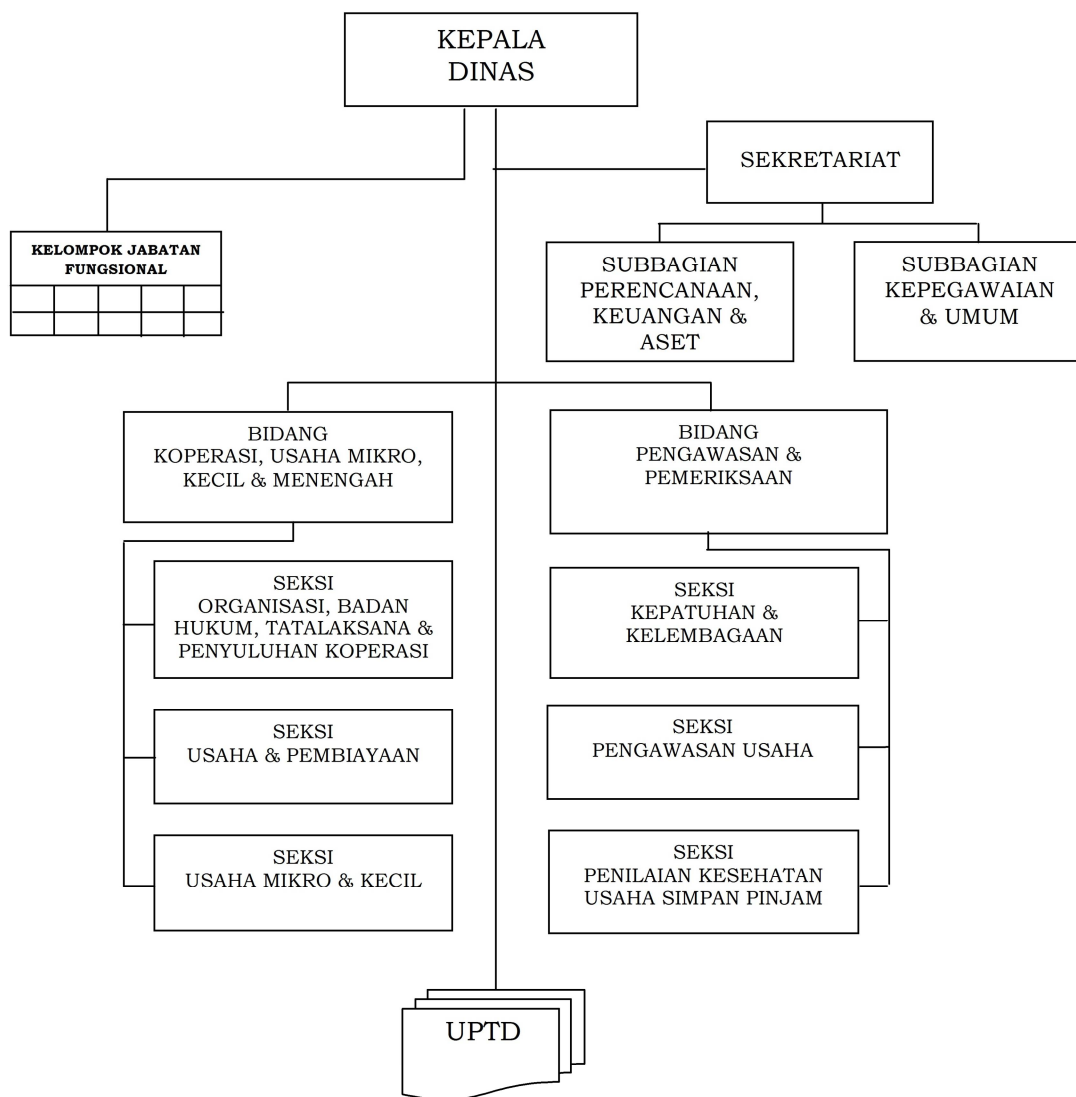 KEPALA
DINAS
SEKRETARIAT
KELOMPOK JABATAN
FUNGSIONAL
SUBBAGIAN
PERENCANAAN,
KEUANGAN &
ASET
SUBBAGIAN
KEPEGAWAIAN
& UMUM
BIDANG
KOPERASI, USAHA MIKRO,
KECIL & MENENGAH
BIDANG
PENGAWASAN &
PEMERIKSAAN
SEKSI
ORGANISASI, BADAN
HUKUM, TATALAKSANA &
PENYULUHAN KOPERASI
SEKSI
KEPATUHAN &
KELEMBAGAAN
SEKSI
USAHA & PEMBIAYAAN
SEKSI
PENGAWASAN USAHA
SEKSI
USAHA MIKRO & KECIL
SEKSI
PENILAIAN KESEHATAN
USAHA SIMPAN PINJAM
UPTD